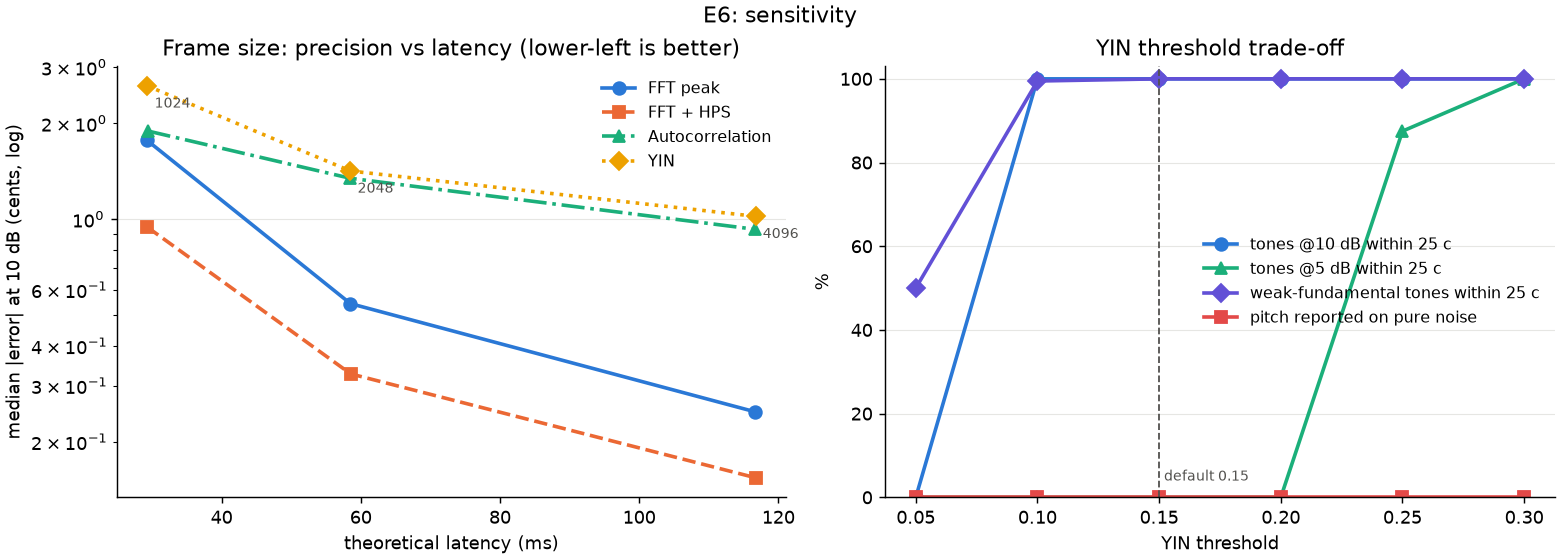 E6: sensitivity
Frame size: precision vs latency (lower-left is better)
median |error| at 10 dB (cents, log)
3 × 10⁰
2 × 10⁰
10⁰
6 × 10⁻¹
4 × 10⁻¹
3 × 10⁻¹
2 × 10⁻¹
FFT peak
FFT + HPS
Autocorrelation
YIN
1024
2048
4096
40 60 80 100 120
theoretical latency (ms)
YIN threshold trade-off
%
100
80
60
40
20
0
tones @10 dB within 25 c
tones @5 dB within 25 c
weak-fundamental tones within 25 c
pitch reported on pure noise
default 0.15
0.05 0.10 0.15 0.20 0.25 0.30
YIN threshold